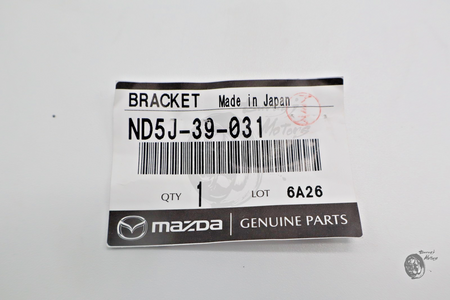 BRACKET Made in Japan
ND5J-39-031
QTY 1 LOT 6A26
mazda GENUINE PARTS